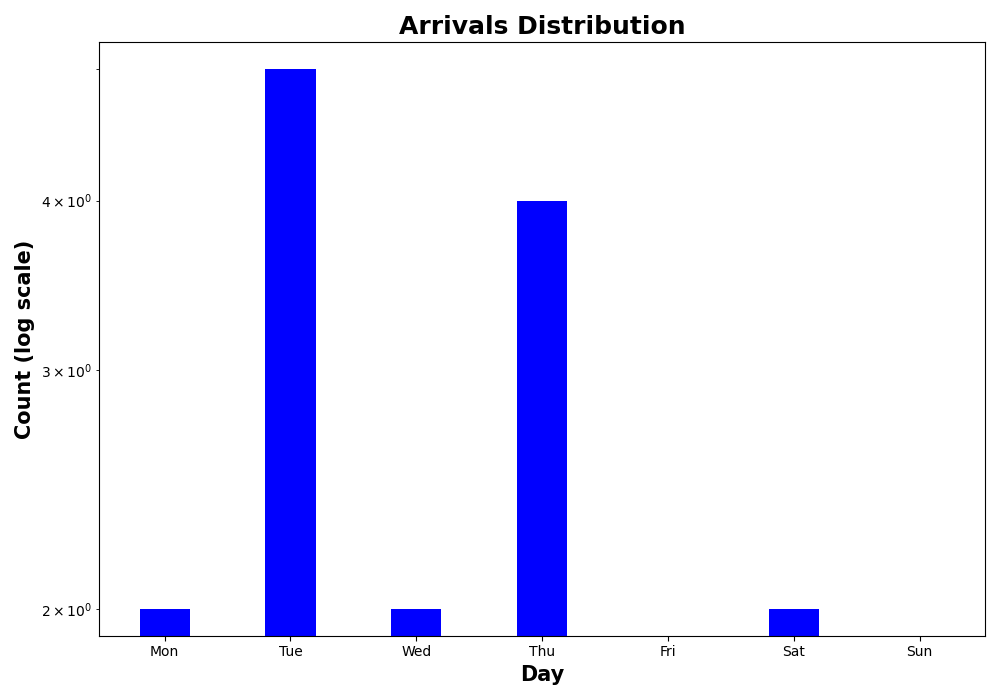 Arrivals Distribution
Count (log scale)
4 × 10⁰
3 × 10⁰
2 × 10⁰
Mon Tue Wed Thu Fri Sat Sun
Day